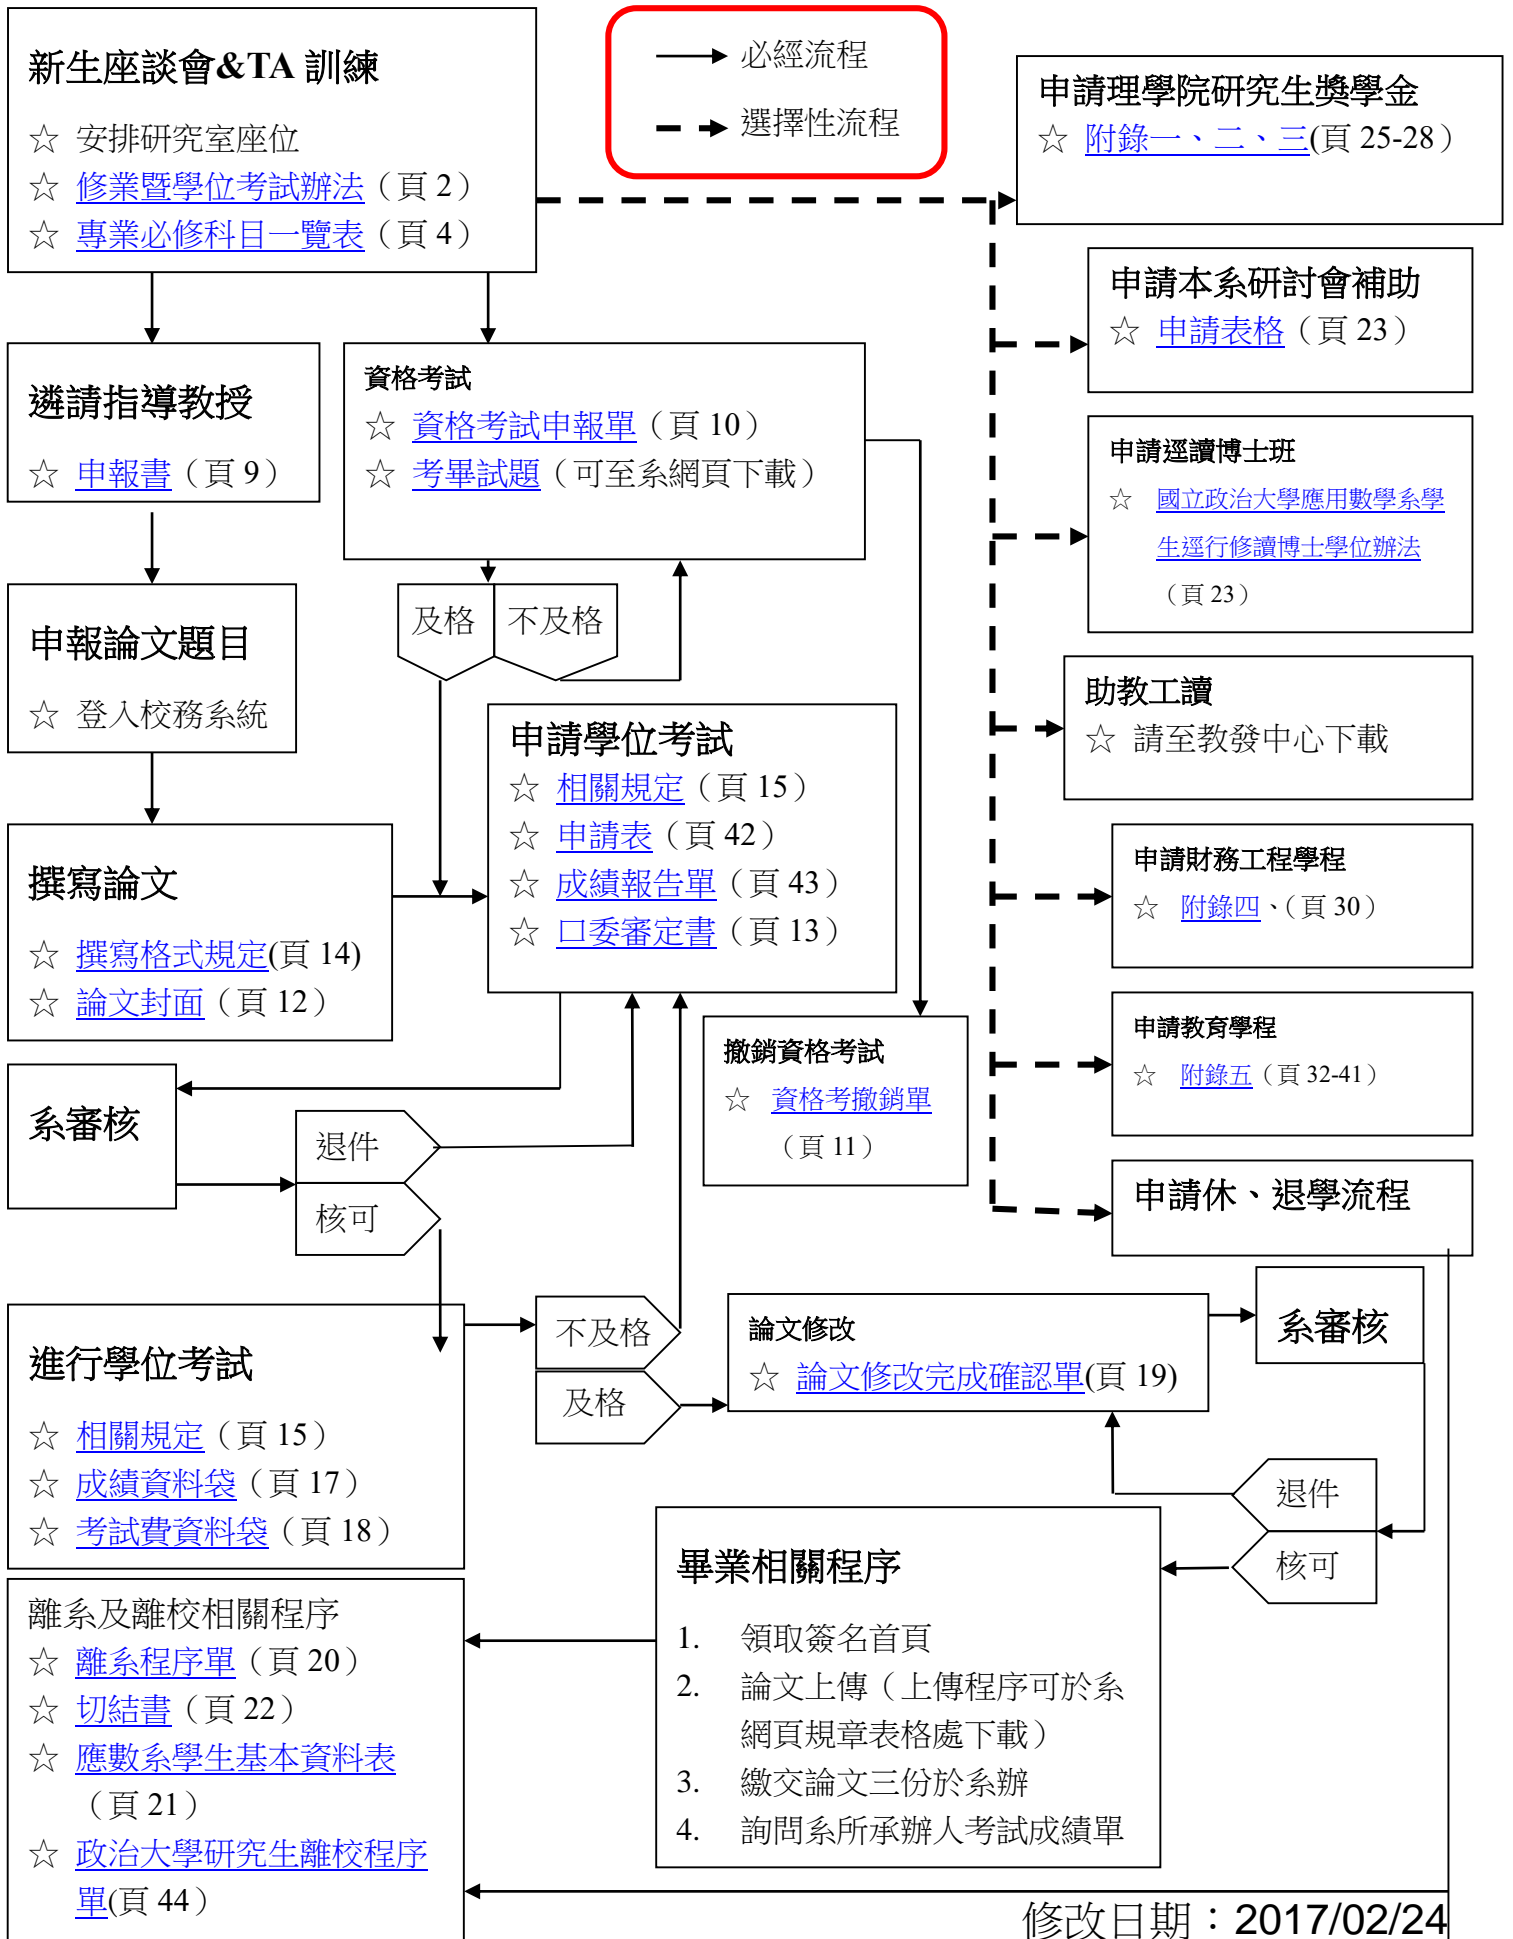 新生座談會&TA 訓練
☆ 安排研究室座位
☆ 修業暨學位考試辦法（頁 2）
☆ 專業必修科目一覽表（頁 4）
必經流程
選擇性流程
申請理學院研究生獎學金
☆ 附錄一、二、三(頁 25-28）
申請本系研討會補助
☆ 申請表格（頁 23）
遴請指導教授
☆ 申報書（頁 9）
資格考試
☆ 資格考試申報單（頁 10）
☆ 考畢試題（可至系網頁下載）
申請逕讀博士班
☆ 國立政治大學應用數學系學
生逕行修讀博士學位辦法
（頁 23）
及格
不及格
申報論文題目
☆ 登入校務系統
助教工讀
☆ 請至教發中心下載
申請學位考試
☆ 相關規定（頁 15）
☆ 申請表（頁 42）
☆ 成績報告單（頁 43）
☆ 口委審定書（頁 13）
撰寫論文
☆ 撰寫格式規定(頁 14)
☆ 論文封面（頁 12）
申請財務工程學程
☆ 附錄四、（頁 30）
申請教育學程
☆ 附錄五（頁 32-41）
撤銷資格考試
☆ 資格考撤銷單
（頁 11）
系審核
退件
核可
申請休、退學流程
進行學位考試
☆ 相關規定（頁 15）
☆ 成績資料袋（頁 17）
☆ 考試費資料袋（頁 18）
不及格
及格
論文修改
☆ 論文修改完成確認單(頁 19)
系審核
退件
核可
畢業相關程序
1. 領取簽名首頁
2. 論文上傳（上傳程序可於系
網頁規章表格處下載）
3. 繳交論文三份於系辦
4. 詢問系所承辦人考試成績單
離系及離校相關程序
☆ 離系程序單（頁 20）
☆ 切結書（頁 22）
☆ 應數系學生基本資料表
（頁 21）
☆ 政治大學研究生離校程序
單(頁 44）
修改日期：2017/02/24